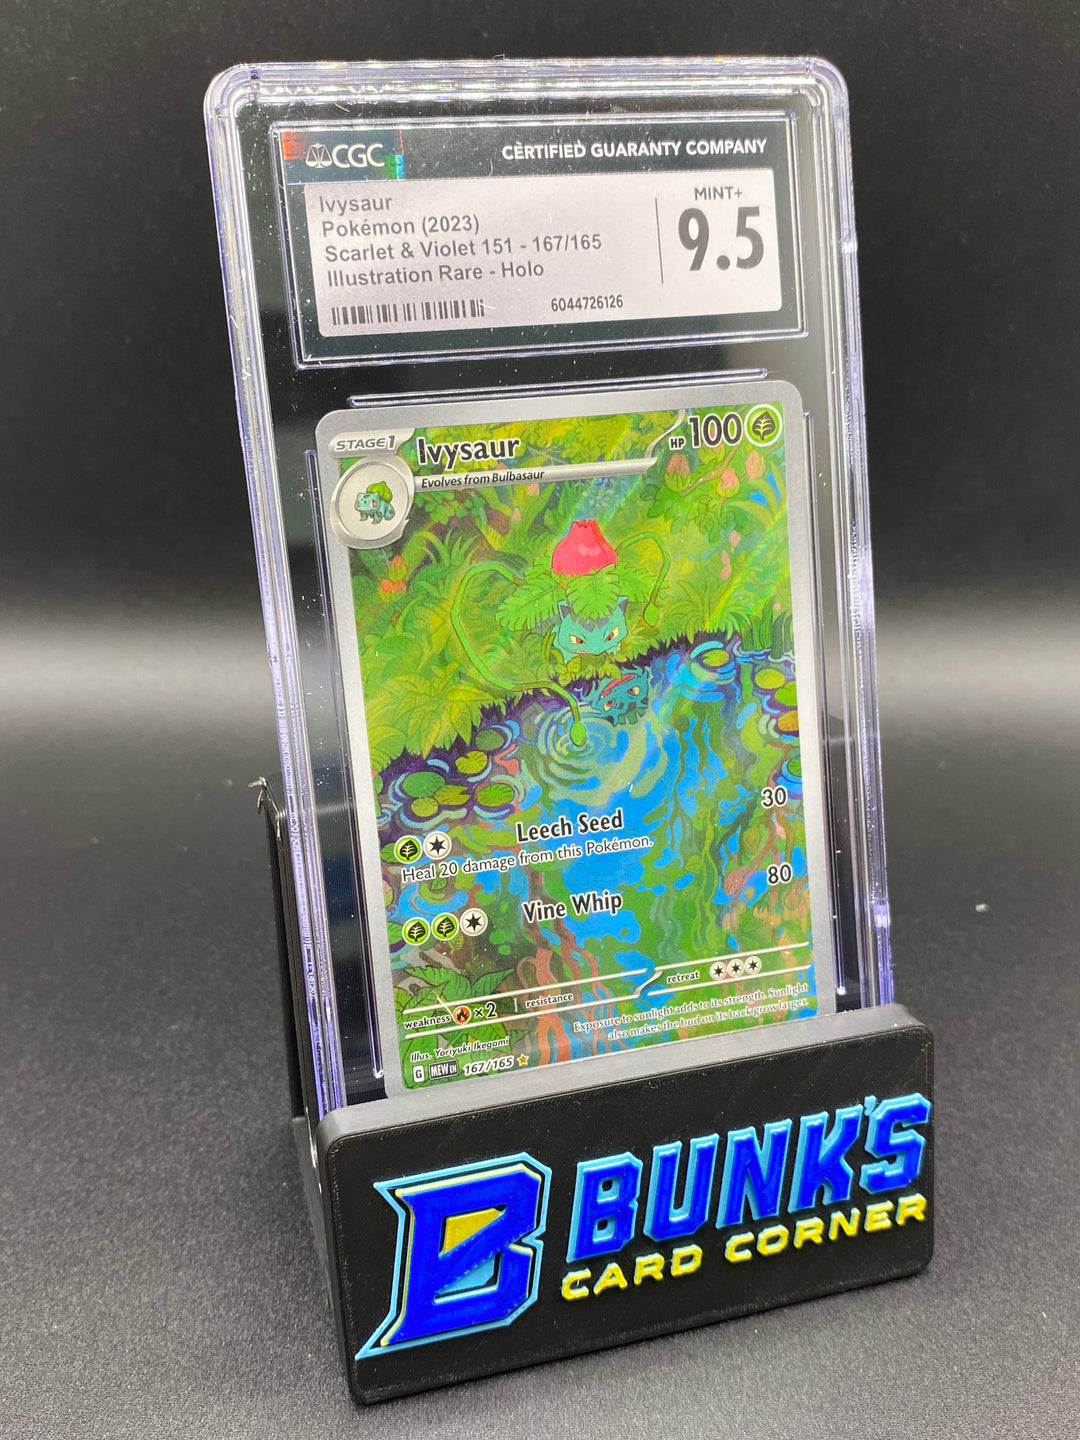 CGC
CERTIFIED GUARANTY COMPANY
Ivysaur
Pokémon (2023)
Scarlet & Violet 151 - 167/165
Illustration Rare - Holo
6044726126
MINT+
9.5
STAGE 1
Ivysaur
HP 100
Evolves from Bulbasaur
Leech Seed 30
Heal 20 damage from this Pokémon.
Vine Whip 80
weakness ×2 resistance retreat
Exposure to sunlight adds to its strength. Sunlight
also makes the bud on its back grow larger.
Illus. Yoriyuki Ikegami
G MEW EN 167/165
B BUNK'S
CARD CORNER